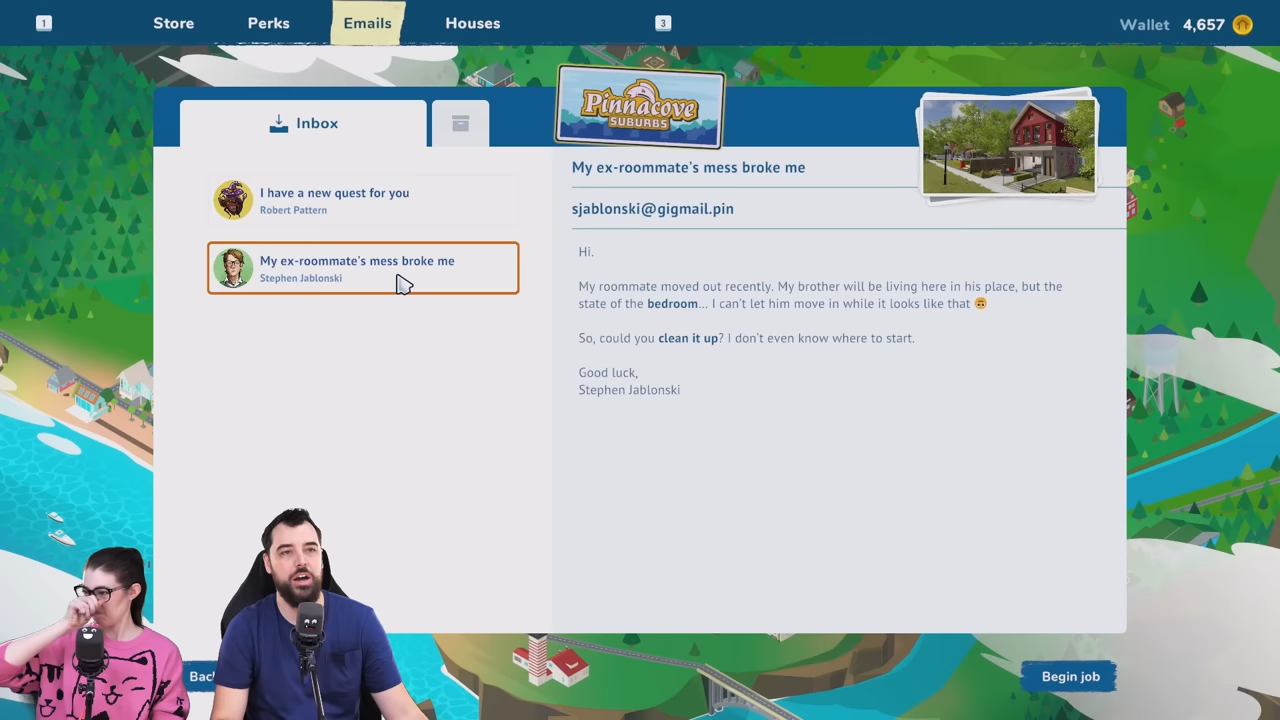 1
Store
Perks
Emails
Houses
3
Wallet 4,657
Inbox
Pinnacove
SUBURBS
I have a new quest for you
Robert Pattern
My ex-roommate's mess broke me
Stephen Jablonski
My ex-roommate's mess broke me
sjablonski@gigmail.pin
Hi.
My roommate moved out recently. My brother will be living here in his place, but the
state of the bedroom... I can't let him move in while it looks like that 🙃
So, could you clean it up? I don't even know where to start.
Good luck,
Stephen Jablonski
Begin job